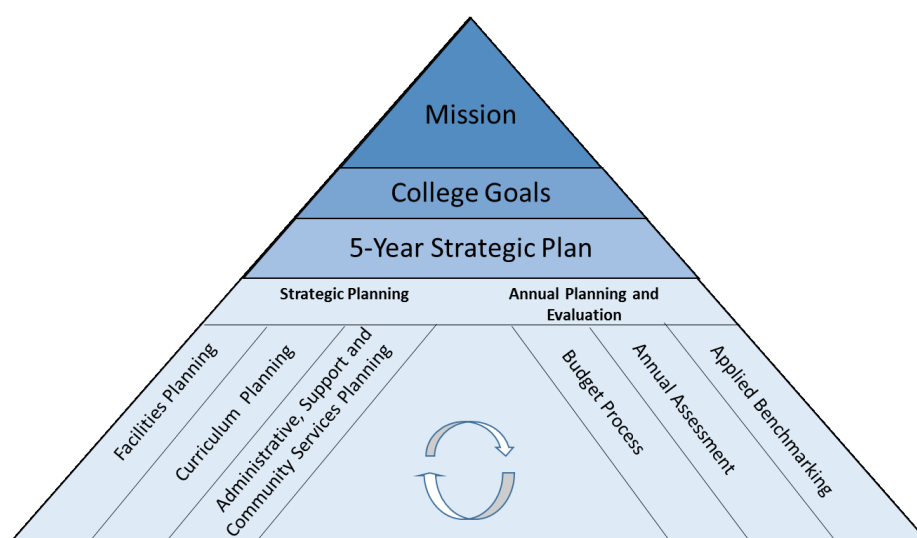 Mission
College Goals
5-Year Strategic Plan
Strategic Planning
Annual Planning and
Evaluation
Facilities Planning
Curriculum Planning
Administrative, Support and
Community Services Planning
Budget Process
Annual Assessment
Applied Benchmarking